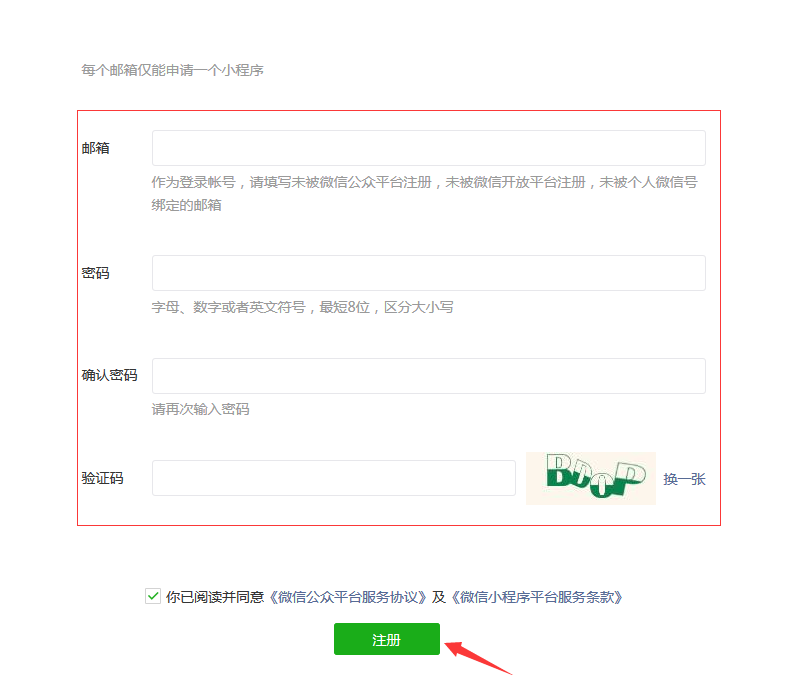 每个邮箱仅能申请一个小程序
邮箱
作为登录帐号，请填写未被微信公众平台注册，未被微信开放平台注册，未被个人微信号
绑定的邮箱
密码
字母、数字或者英文符号，最短8位，区分大小写
确认密码
请再次输入密码
验证码 BDOP 换一张
你已阅读并同意《微信公众平台服务协议》及《微信小程序平台服务条款》
注册